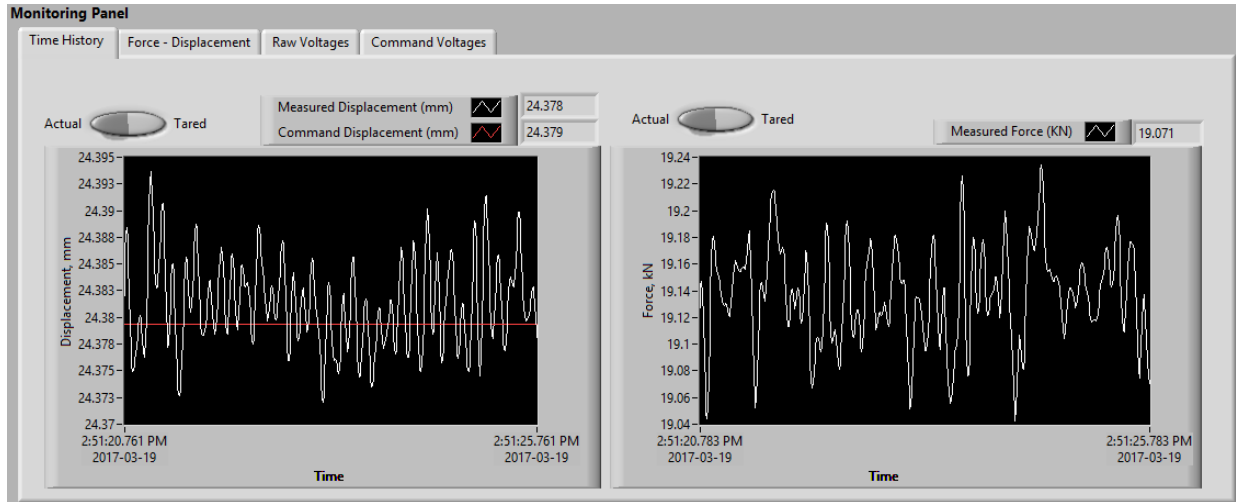 Monitoring Panel
Time History Force - Displacement Raw Voltages Command Voltages
Actual Tared
Measured Displacement (mm) 24.378
Command Displacement (mm) 24.379
24.395
24.393
24.39
24.388
24.385
24.383
24.38
24.378
24.375
24.373
24.37
Displacement, mm
2:51:20.761 PM 2:51:25.761 PM
2017-03-19 2017-03-19
Time
Actual Tared
Measured Force (KN) 19.071
19.24
19.22
19.2
19.18
19.16
19.14
19.12
19.1
19.08
19.06
19.04
Force, kN
2:51:20.783 PM 2:51:25.783 PM
2017-03-19 2017-03-19
Time